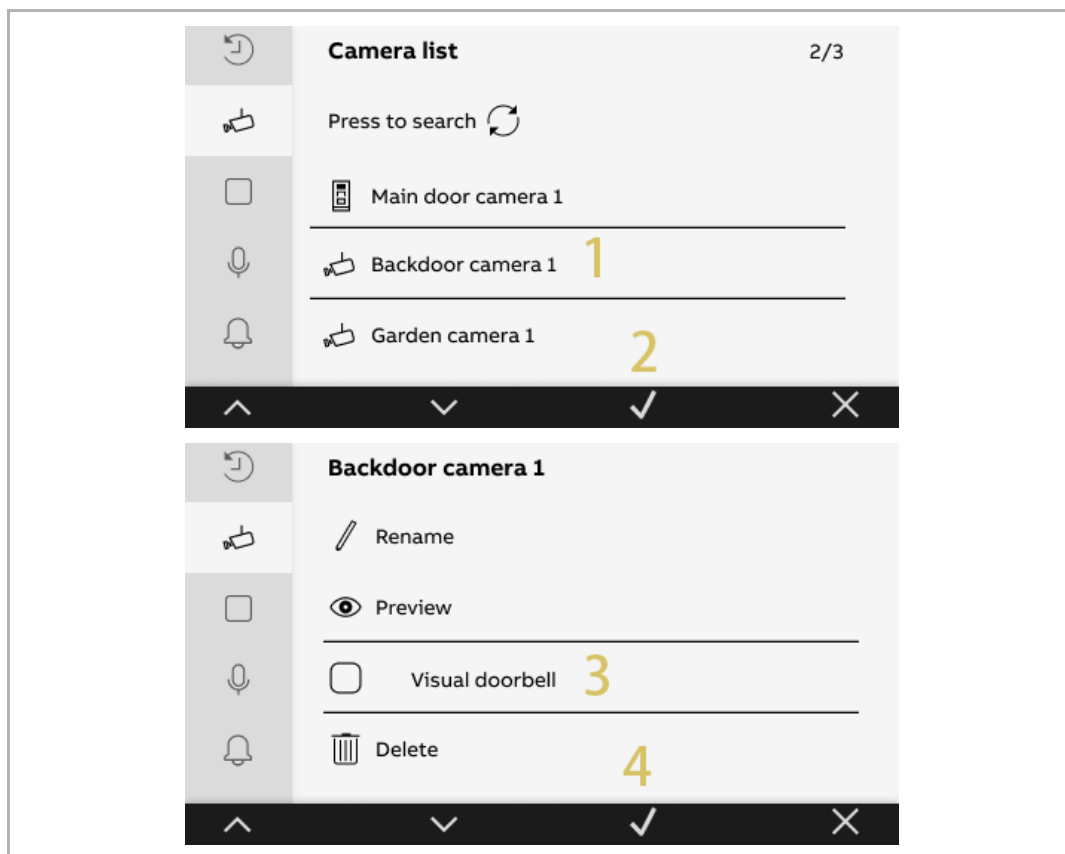 Camera list 2/3
Press to search
Main door camera 1
Backdoor camera 1 1
Garden camera 1 2
Backdoor camera 1
Rename
Preview
Visual doorbell 3
Delete 4